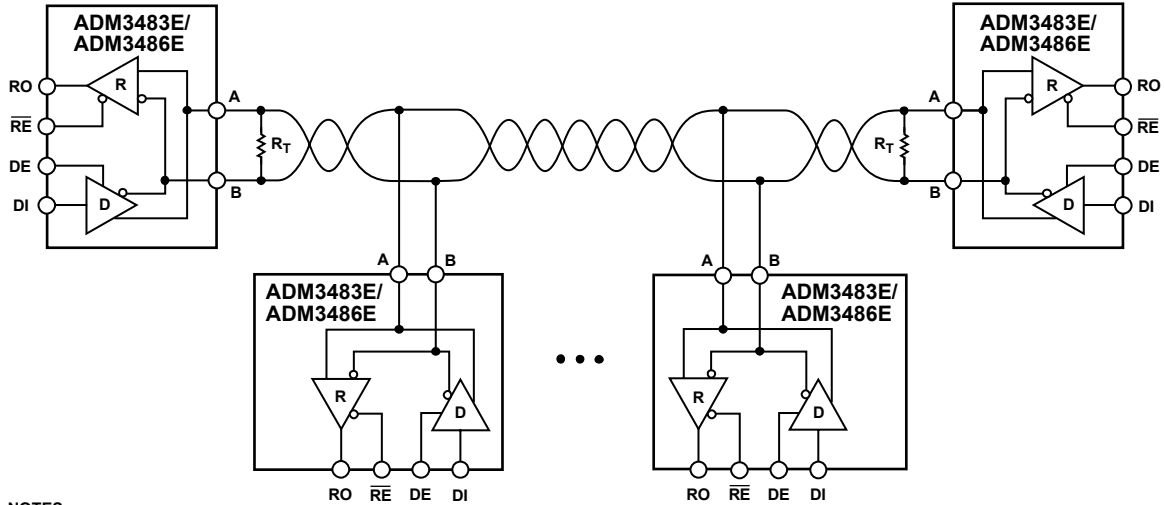 ADM3483E/
ADM3486E
R
RO
RE
DE
DI
D
A
B
RT
ADM3483E/
ADM3486E
R
RO
RE
DE
DI
D
A
B
RT
A B
ADM3483E/
ADM3486E
R
D
RO RE DE DI
• • •
A B
ADM3483E/
ADM3486E
R
D
RO RE DE DI